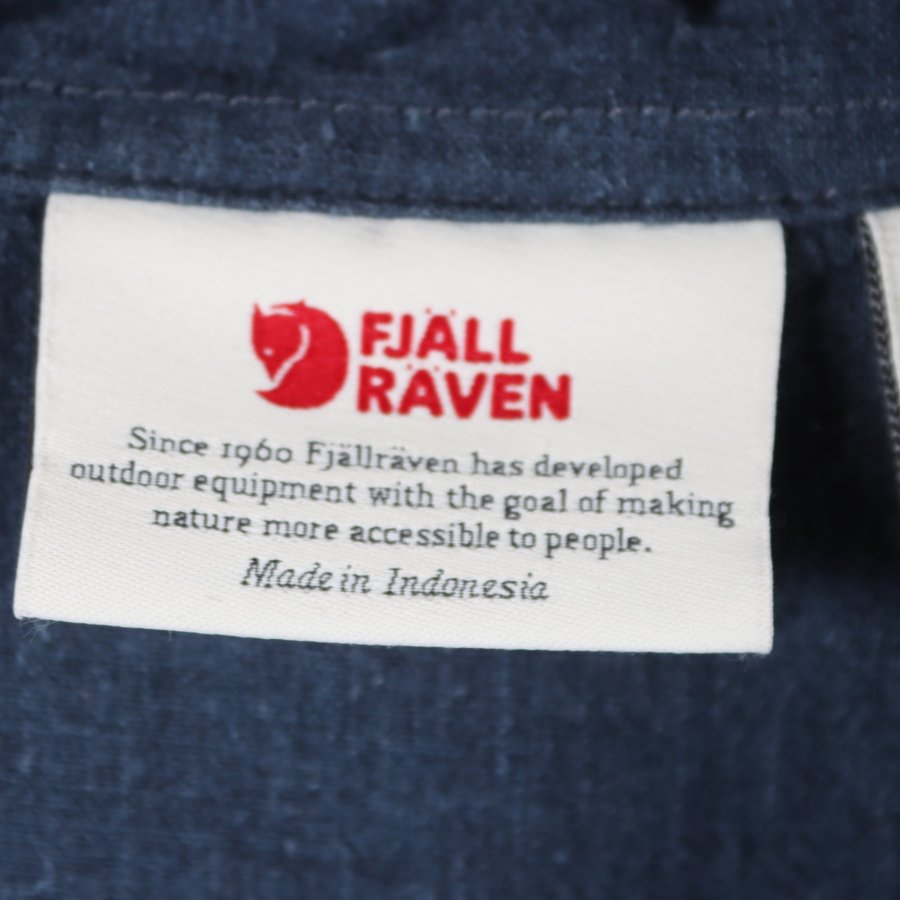 FJÄLL
RÄVEN
Since 1960 Fjällräven has developed
outdoor equipment with the goal of making
nature more accessible to people.
Made in Indonesia